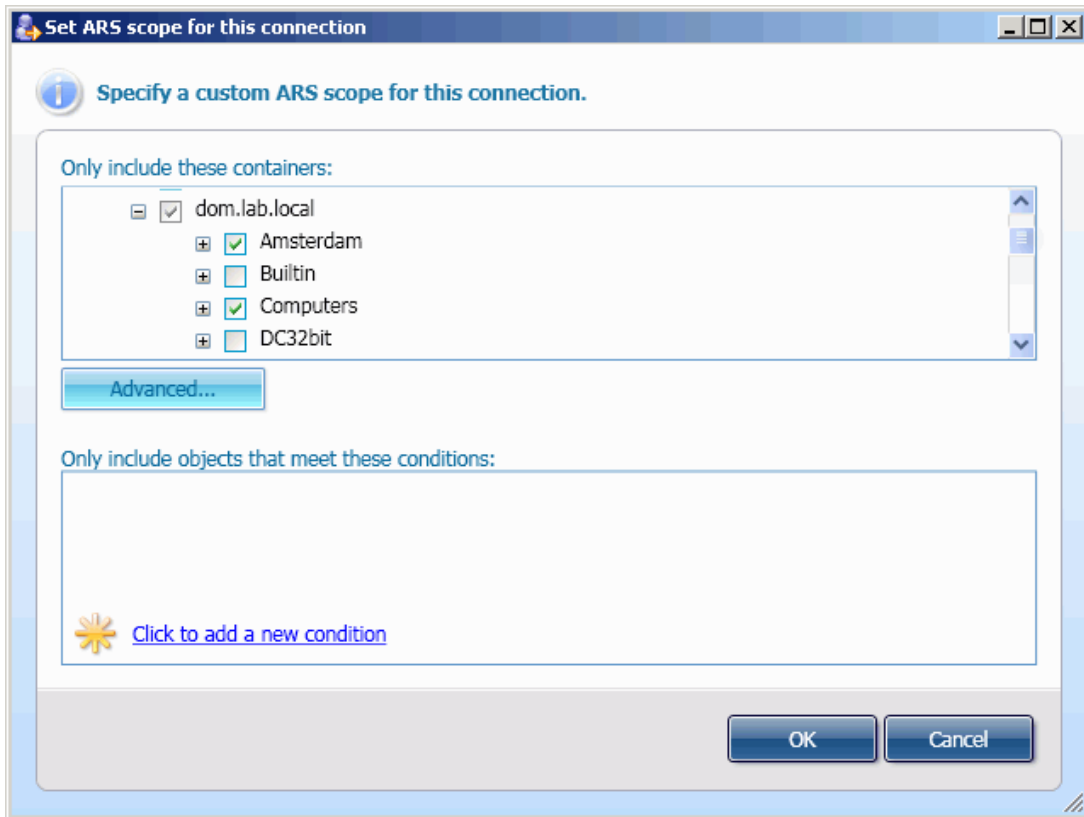 Set ARS scope for this connection
Specify a custom ARS scope for this connection.
Only include these containers:
dom.lab.local
Amsterdam
Builtin
Computers
DC32bit
Advanced...
Only include objects that meet these conditions:
Click to add a new condition
OK Cancel